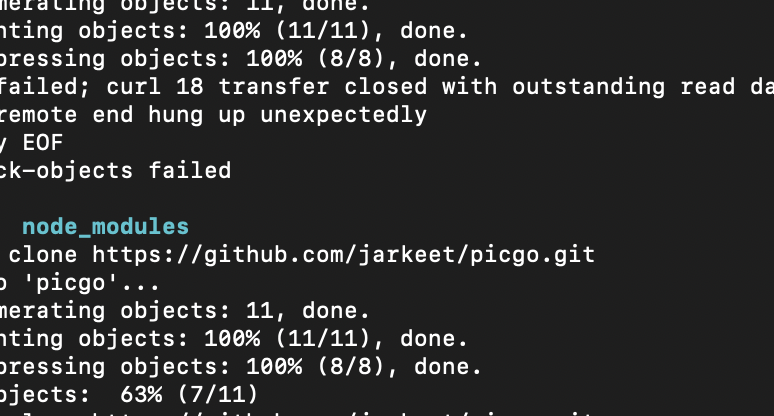 merating objects: 11, done.
nting objects: 100% (11/11), done.
pressing objects: 100% (8/8), done.
failed; curl 18 transfer closed with outstanding read da
remote end hung up unexpectedly
y EOF
ck-objects failed
node_modules
clone https://github.com/jarkeet/picgo.git
o 'picgo'...
merating objects: 11, done.
nting objects: 100% (11/11), done.
pressing objects: 100% (8/8), done.
bjects:  63% (7/11)